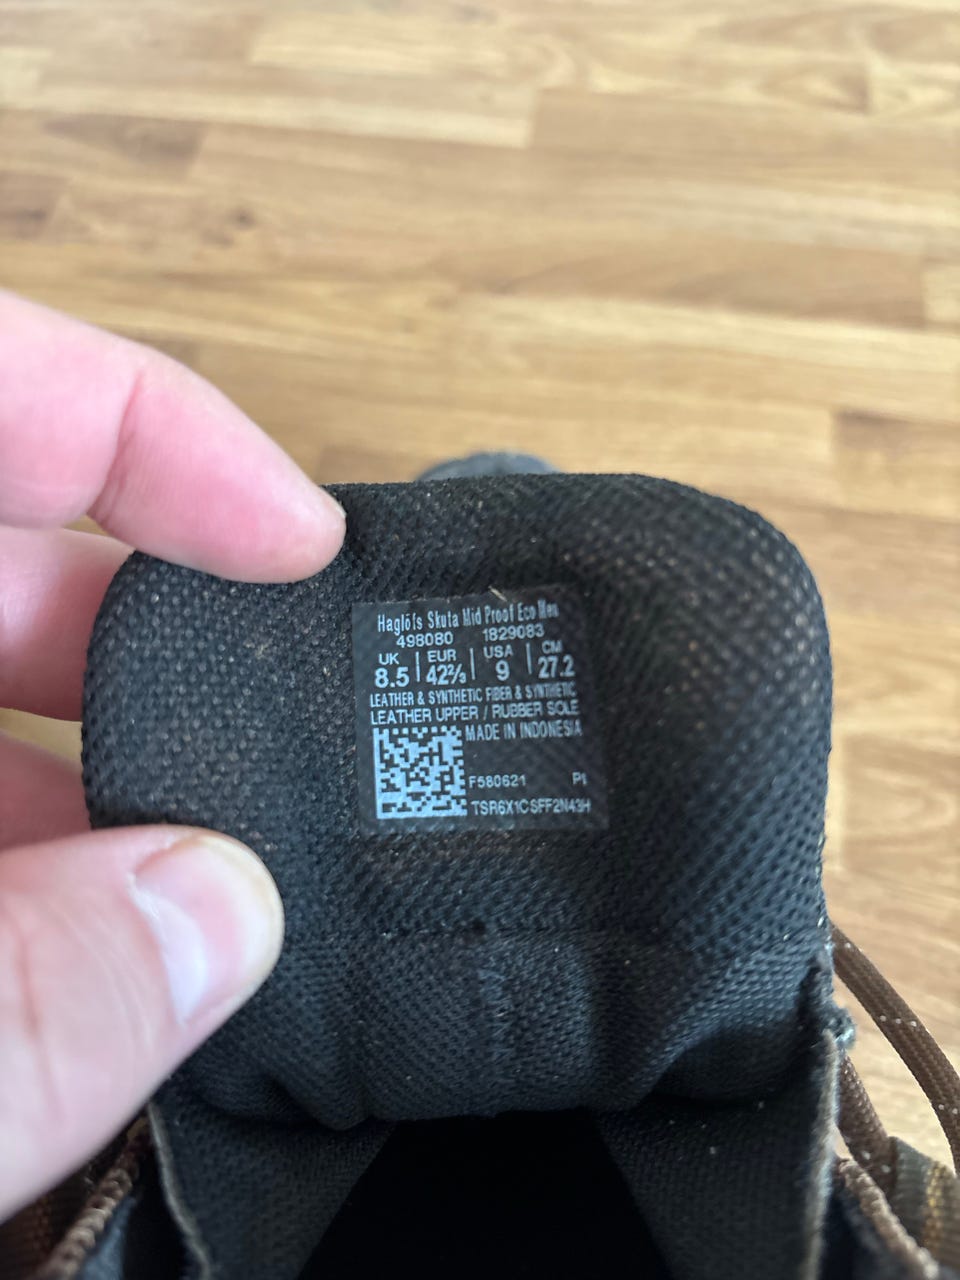 Haglöfs Skuta Mid Proof Eco Men
498080 1829083
UK EUR USA CM
8.5 42⅔ 9 27.2
LEATHER & SYNTHETIC FIBER & SYNTHETIC
LEATHER UPPER / RUBBER SOLE
MADE IN INDONESIA
F580621 P1
TSR6X1CSFF2N43H